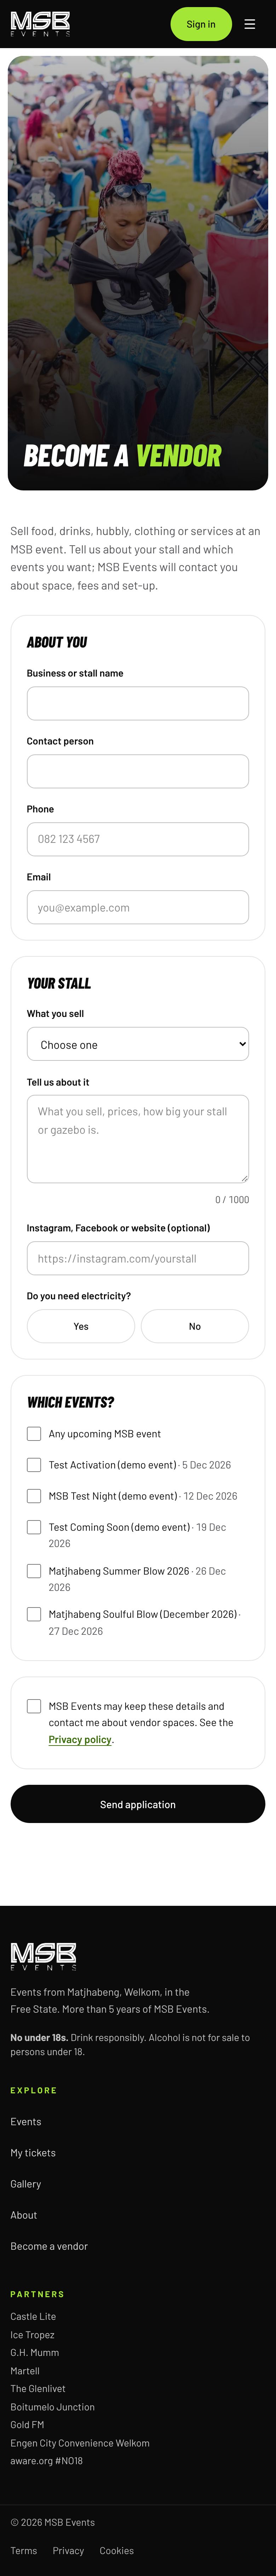 MSB
EVENTS
Sign in
BECOME A VENDOR
Sell food, drinks, hubbly, clothing or services at an
MSB event. Tell us about your stall and which
events you want; MSB Events will contact you
about space, fees and set-up.
ABOUT YOU
Business or stall name
Contact person
Phone
082 123 4567
Email
you@example.com
YOUR STALL
What you sell
Choose one
Tell us about it
What you sell, prices, how big your stall
or gazebo is.
0 / 1000
Instagram, Facebook or website (optional)
https://instagram.com/yourstall
Do you need electricity?
Yes
No
WHICH EVENTS?
Any upcoming MSB event
Test Activation (demo event) · 5 Dec 2026
MSB Test Night (demo event) · 12 Dec 2026
Test Coming Soon (demo event) · 19 Dec
2026
Matjhabeng Summer Blow 2026 · 26 Dec
2026
Matjhabeng Soulful Blow (December 2026) ·
27 Dec 2026
MSB Events may keep these details and
contact me about vendor spaces. See the
Privacy policy.
Send application
MSB
EVENTS
Events from Matjhabeng, Welkom, in the
Free State. More than 5 years of MSB Events.
No under 18s. Drink responsibly. Alcohol is not for sale to
persons under 18.
EXPLORE
Events
My tickets
Gallery
About
Become a vendor
PARTNERS
Castle Lite
Ice Tropez
G.H. Mumm
Martell
The Glenlivet
Boitumelo Junction
Gold FM
Engen City Convenience Welkom
aware.org #NO18
© 2026 MSB Events
Terms
Privacy
Cookies